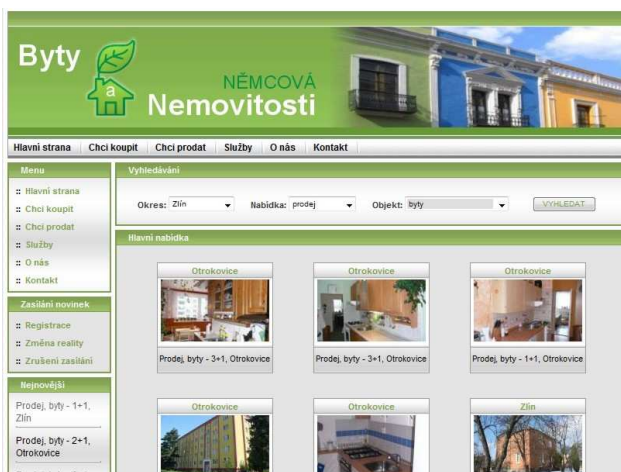 Byty
a
NĚMCOVÁ
Nemovitosti
Hlavní strana Chci koupit Chci prodat Služby O nás Kontakt
Menu
:: Hlavní strana
:: Chci koupit
:: Chci prodat
:: Služby
:: O nás
:: Kontakt
Zasílání novinek
:: Registrace
:: Změna reality
:: Zrušení zasílání
Nejnovější
Prodej, byty - 1+1,
Zlín
Prodej, byty - 2+1,
Otrokovice
Vyhledávání
Okres: Zlín Nabídka: prodej Objekt: byty VYHLEDAT
Hlavní nabídka
Otrokovice Otrokovice Otrokovice
Prodej, byty - 3+1, Otrokovice Prodej, byty - 3+1, Otrokovice Prodej, byty - 1+1, Otrokovice
Otrokovice Otrokovice Zlín